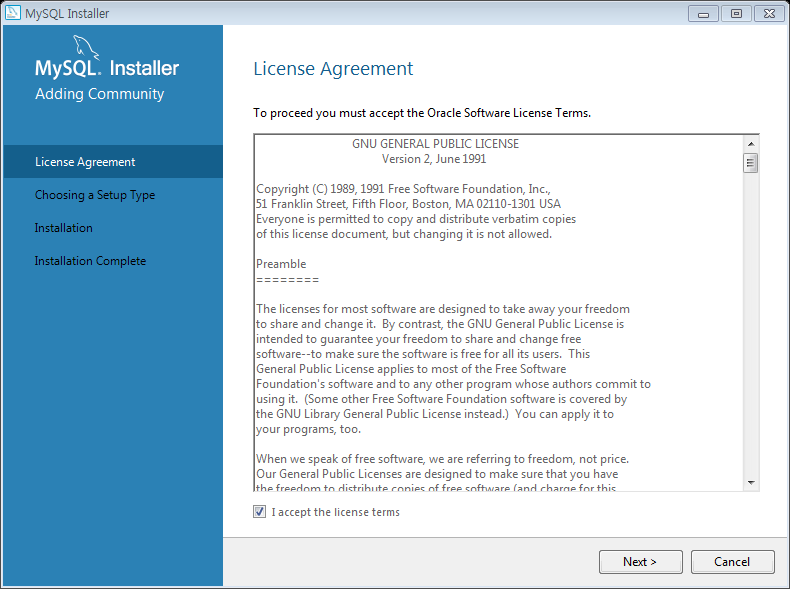 MySQL Installer
MySQL. Installer
Adding Community
License Agreement
Choosing a Setup Type
Installation
Installation Complete
License Agreement
To proceed you must accept the Oracle Software License Terms.
GNU GENERAL PUBLIC LICENSE
Version 2, June 1991
Copyright (C) 1989, 1991 Free Software Foundation, Inc.,
51 Franklin Street, Fifth Floor, Boston, MA 02110-1301 USA
Everyone is permitted to copy and distribute verbatim copies
of this license document, but changing it is not allowed.
Preamble
========
The licenses for most software are designed to take away your freedom
to share and change it.  By contrast, the GNU General Public License is
intended to guarantee your freedom to share and change free
software--to make sure the software is free for all its users.  This
General Public License applies to most of the Free Software
Foundation's software and to any other program whose authors commit to
using it.  (Some other Free Software Foundation software is covered by
the GNU Library General Public License instead.)  You can apply it to
your programs, too.
When we speak of free software, we are referring to freedom, not price.
Our General Public Licenses are designed to make sure that you have
the freedom to distribute copies of free software (and charge for this
I accept the license terms
Next >
Cancel